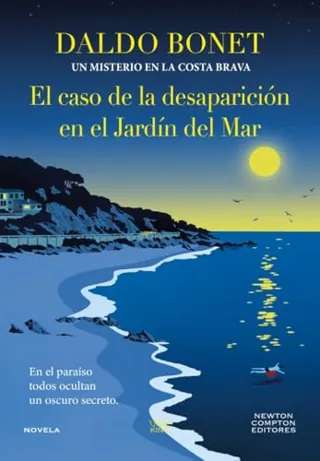 DALDO BONET
UN MISTERIO EN LA COSTA BRAVA
El caso de la desaparición
en el Jardín del Mar
En el paraíso
todos ocultan
un oscuro secreto.
NOVELA
NEWTON
COMPTON
EDITORES